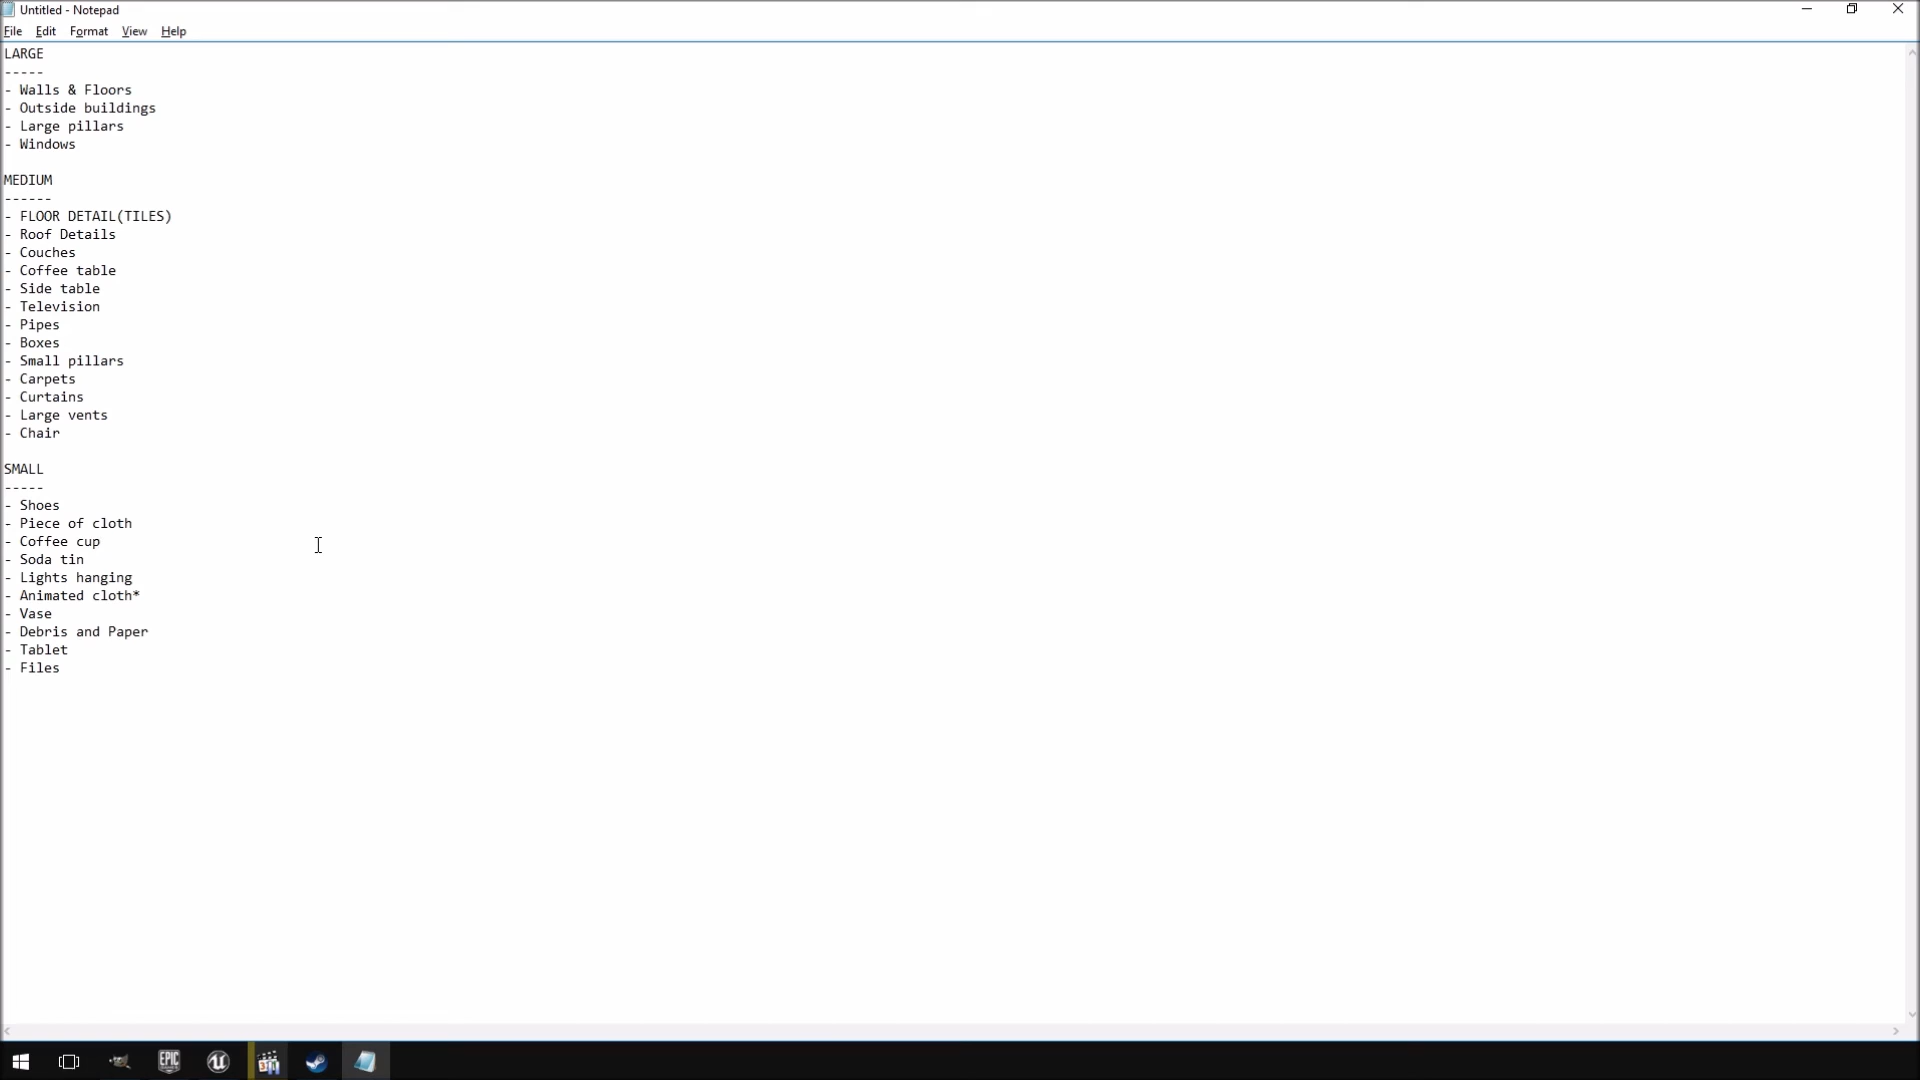 Untitled - Notepad
File Edit Format View Help
LARGE
-----
- Walls & Floors
- Outside buildings
- Large pillars
- Windows
MEDIUM
------
- FLOOR DETAIL(TILES)
- Roof Details
- Couches
- Coffee table
- Side table
- Television
- Pipes
- Boxes
- Small pillars
- Carpets
- Curtains
- Large vents
- Chair
SMALL
-----
- Shoes
- Piece of cloth
- Coffee cup
- Soda tin
- Lights hanging
- Animated cloth*
- Vase
- Debris and Paper
- Tablet
- Files
EPIC